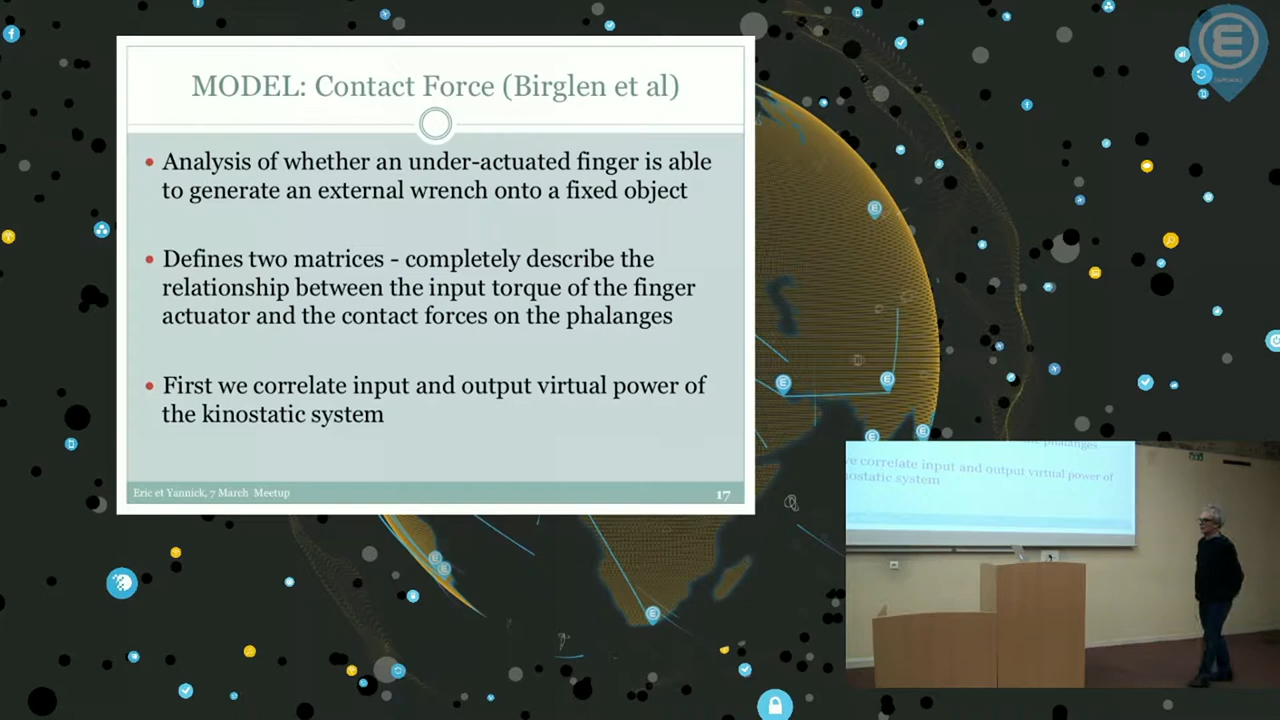 MODEL: Contact Force (Birglen et al)
Analysis of whether an under-actuated finger is able
to generate an external wrench onto a fixed object
Defines two matrices - completely describe the
relationship between the input torque of the finger
actuator and the contact forces on the phalanges
First we correlate input and output virtual power of
the kinostatic system
Eric et Yannick, 7 March Meetup
17
phalanges
we correlate input and output virtual power of
nostatic system